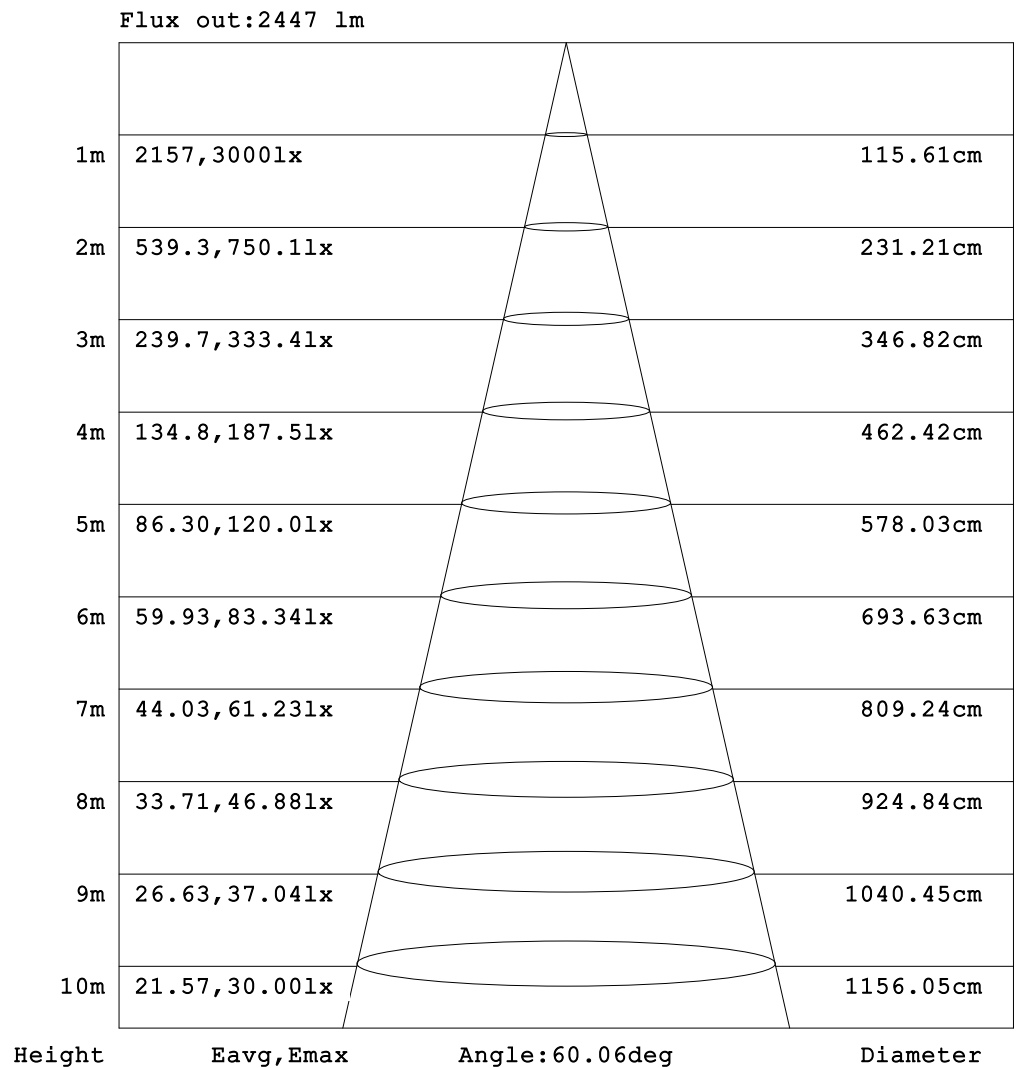 Flux out:2447 lm
1m 2157,3000lx 115.61cm
2m 539.3,750.1lx 231.21cm
3m 239.7,333.4lx 346.82cm
4m 134.8,187.5lx 462.42cm
5m 86.30,120.0lx 578.03cm
6m 59.93,83.34lx 693.63cm
7m 44.03,61.23lx 809.24cm
8m 33.71,46.88lx 924.84cm
9m 26.63,37.04lx 1040.45cm
10m 21.57,30.00lx 1156.05cm
Height Eavg,Emax Angle:60.06deg Diameter